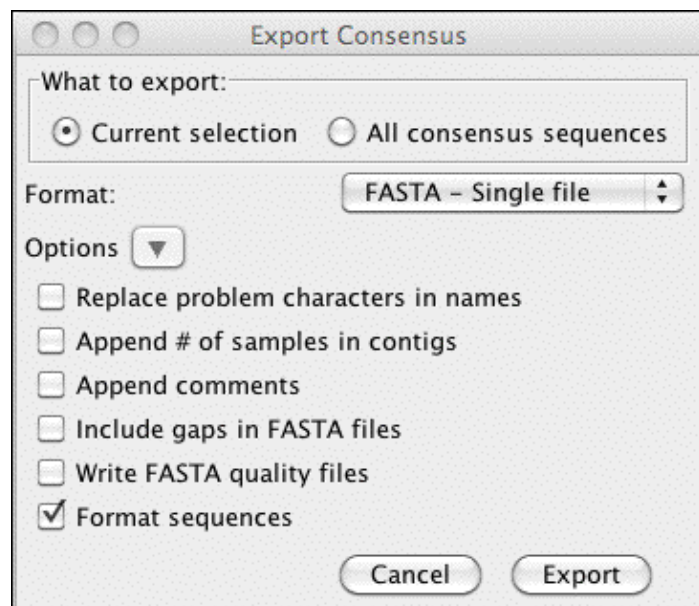 Export Consensus
What to export:
Current selection All consensus sequences
Format: FASTA – Single file
Options
Replace problem characters in names
Append # of samples in contigs
Append comments
Include gaps in FASTA files
Write FASTA quality files
Format sequences
Cancel Export